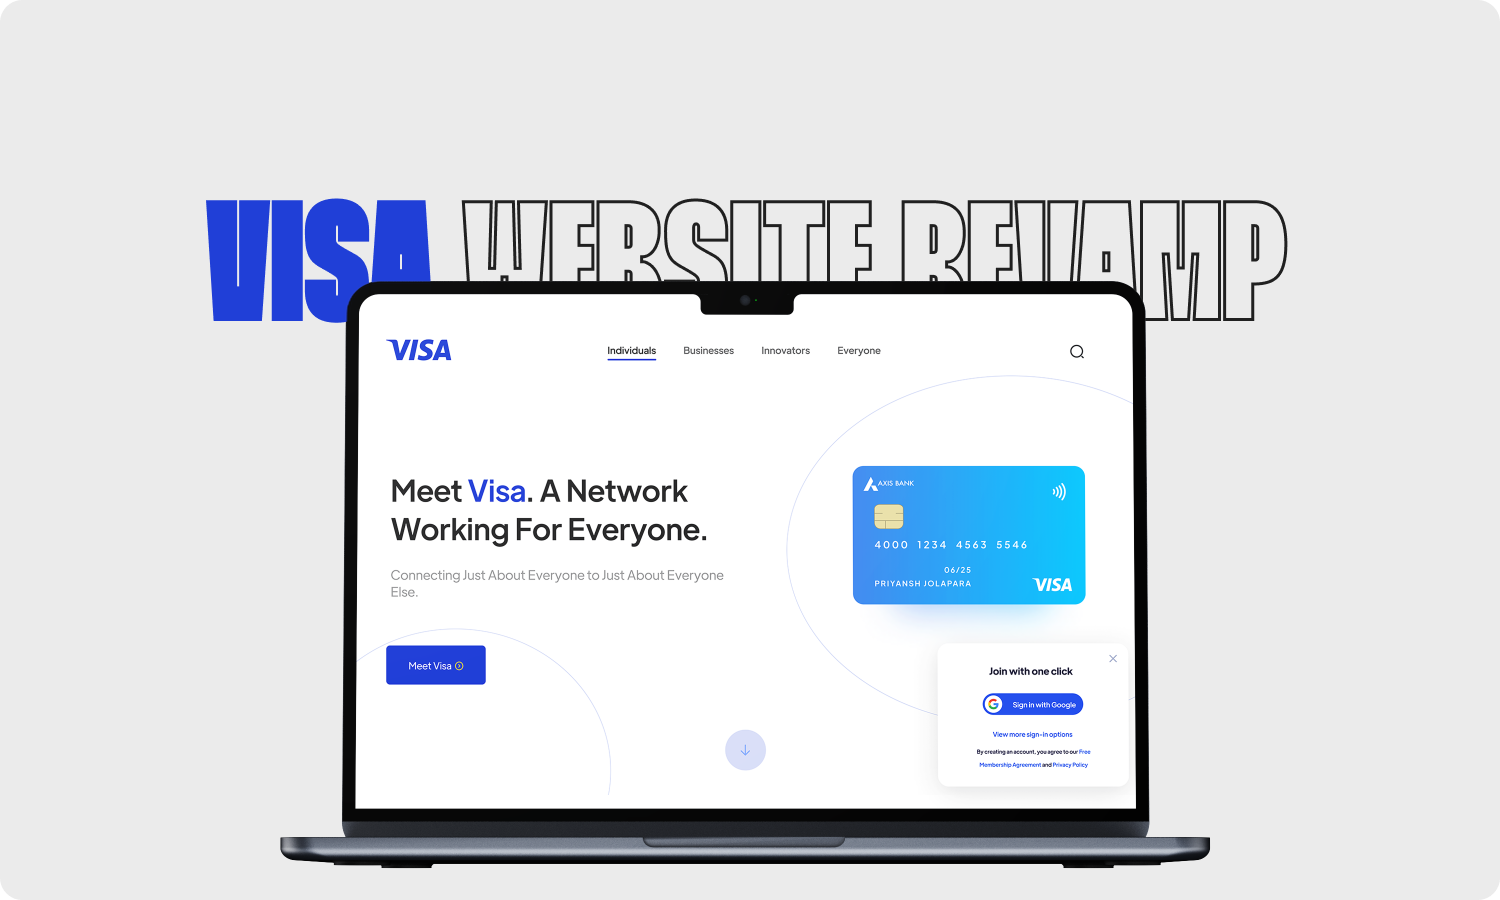 VISA WEBSITE REVAMP
VISA
Individuals
Businesses
Innovators
Everyone
Meet Visa. A Network
Working For Everyone.
Connecting Just About Everyone to Just About Everyone
Else.
Meet Visa
AXIS BANK
4000 1234 4563 5546
06/25
PRIYANSH JOLAPARA
VISA
Join with one click
Sign in with Google
View more sign-in options
By creating an account, you agree to our Free
Membership Agreement and Privacy Policy